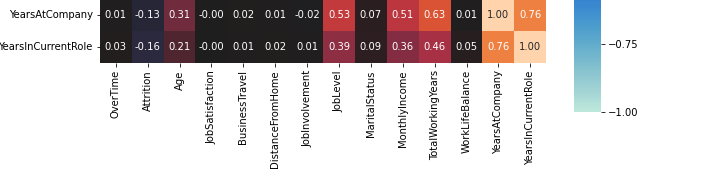 YearsAtCompany 0.01 -0.13 0.31 -0.00 0.02 0.01 -0.02 0.53 0.07 0.51 0.63 0.01 1.00 0.76
−0.75
YearsInCurrentRole 0.03 -0.16 0.21 -0.00 0.01 0.02 0.01 0.39 0.09 0.36 0.46 0.05 0.76 1.00
−1.00
OverTime
Attrition
Age
JobSatisfaction
BusinessTravel
DistanceFromHome
JobInvolvement
JobLevel
MaritalStatus
MonthlyIncome
TotalWorkingYears
WorkLifeBalance
YearsAtCompany
YearsInCurrentRole